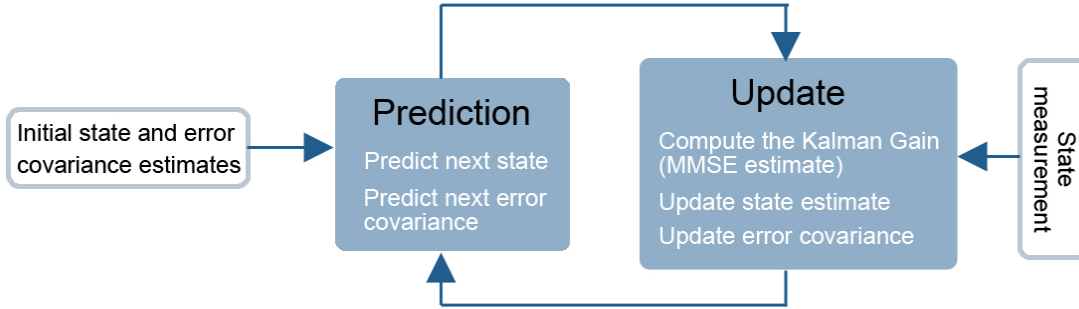 Initial state and error
covariance estimates
Prediction
Predict next state
Predict next error
covariance
Update
Compute the Kalman Gain
(MMSE estimate)
Update state estimate
Update error covariance
State
measurement